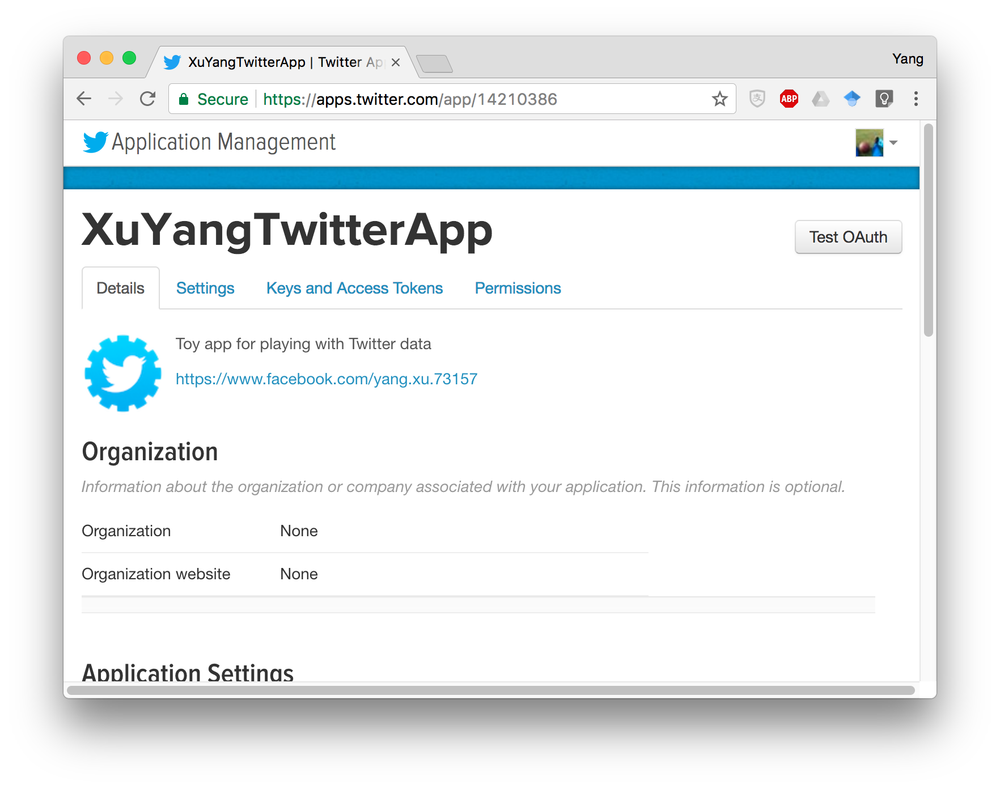 XuYangTwitterApp | Twitter Ap
Yang
Secure https://apps.twitter.com/app/14210386
ABP
Application Management
XuYangTwitterApp
Test OAuth
Details Settings Keys and Access Tokens Permissions
Toy app for playing with Twitter data
https://www.facebook.com/yang.xu.73157
Organization
Information about the organization or company associated with your application. This information is optional.
Organization None
Organization website None
Application Settings